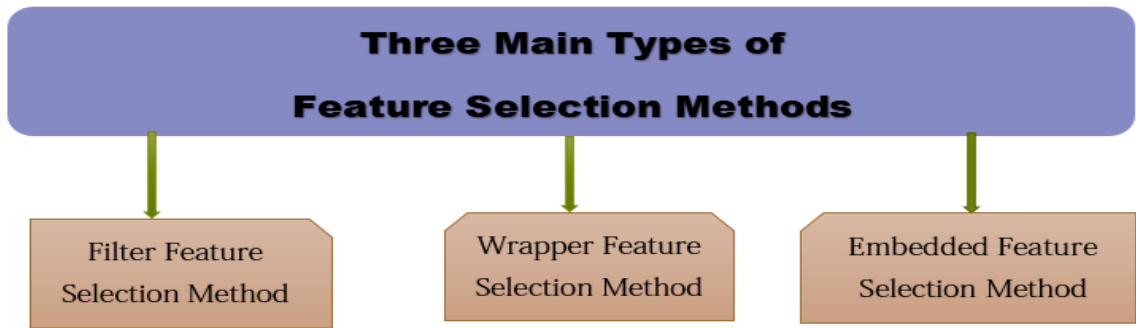 Three Main Types of
Feature Selection Methods
Filter Feature
Selection Method
Wrapper Feature
Selection Method
Embedded Feature
Selection Method